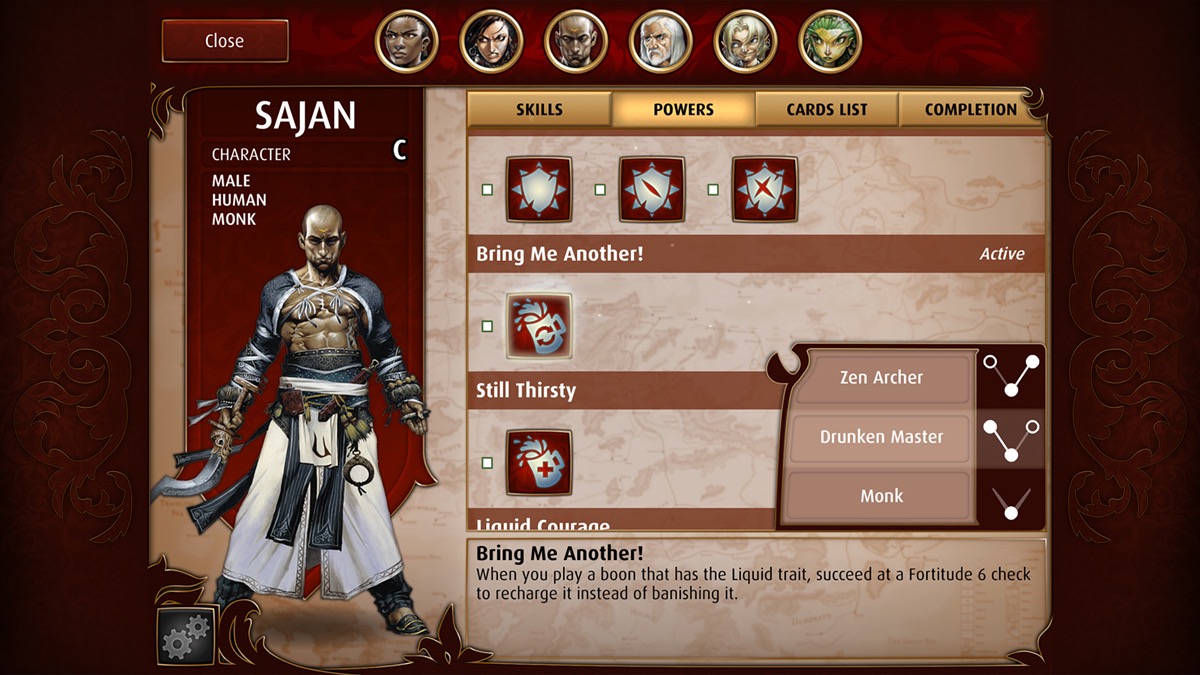 Close
SAJAN
CHARACTER C
MALE
HUMAN
MONK
SKILLS POWERS CARDS LIST COMPLETION
Bring Me Another! Active
Still Thirsty
Zen Archer
Drunken Master
Monk
Liquid Courage
Bring Me Another!
When you play a boon that has the Liquid trait, succeed at a Fortitude 6 check
to recharge it instead of banishing it.